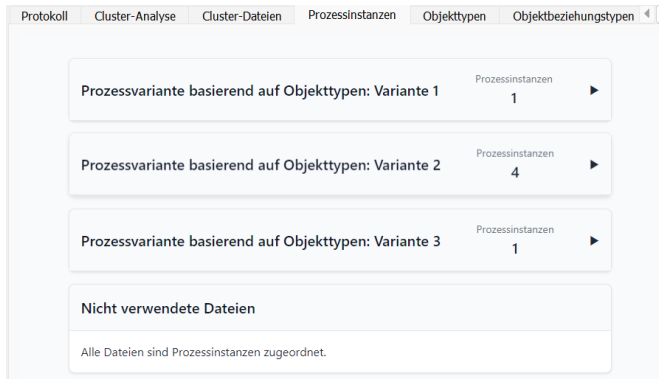 Protokoll Cluster-Analyse Cluster-Dateien Prozessinstanzen Objekttypen Objektbeziehungstypen
Prozessinstanzen
Prozessvariante basierend auf Objekttypen: Variante 1
1
Prozessinstanzen
Prozessvariante basierend auf Objekttypen: Variante 2
4
Prozessinstanzen
Prozessvariante basierend auf Objekttypen: Variante 3
1
Nicht verwendete Dateien
Alle Dateien sind Prozessinstanzen zugeordnet.